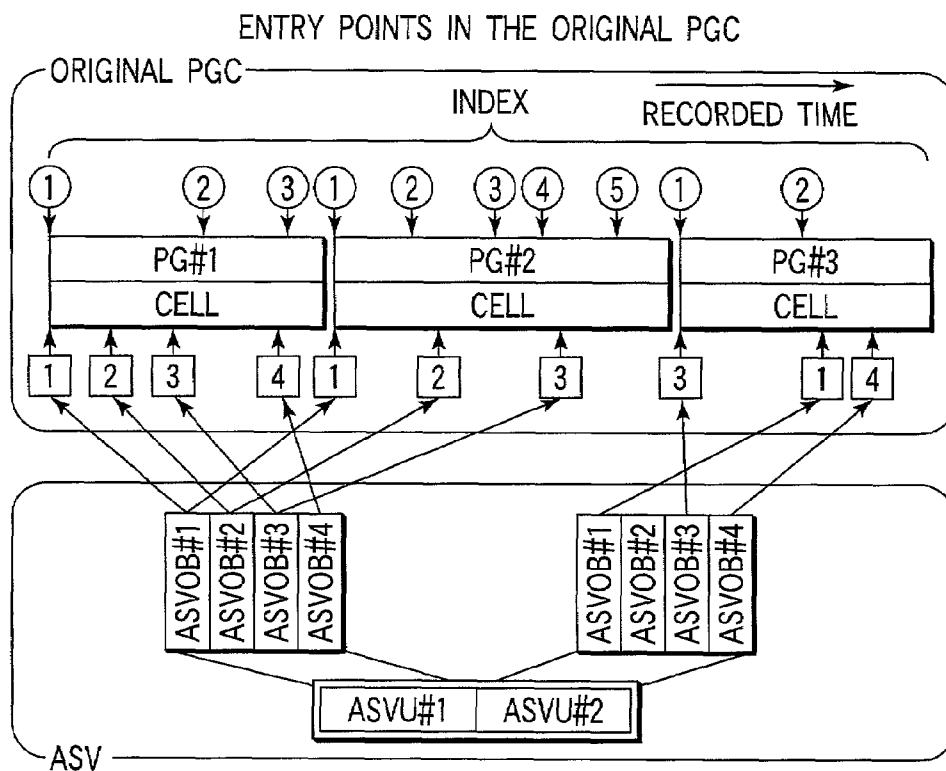 ENTRY POINTS IN THE ORIGINAL PGC
ORIGINAL PGC
INDEX
RECORDED TIME
1 2 3 1 2 3 4 5 1 2
PG#1 PG#2 PG#3
CELL CELL CELL
1 2 3 4 1 2 3 3 1 4
ASVOB#1 ASVOB#2 ASVOB#3 ASVOB#4 ASVOB#1 ASVOB#2 ASVOB#3 ASVOB#4
ASVU#1 ASVU#2
ASV